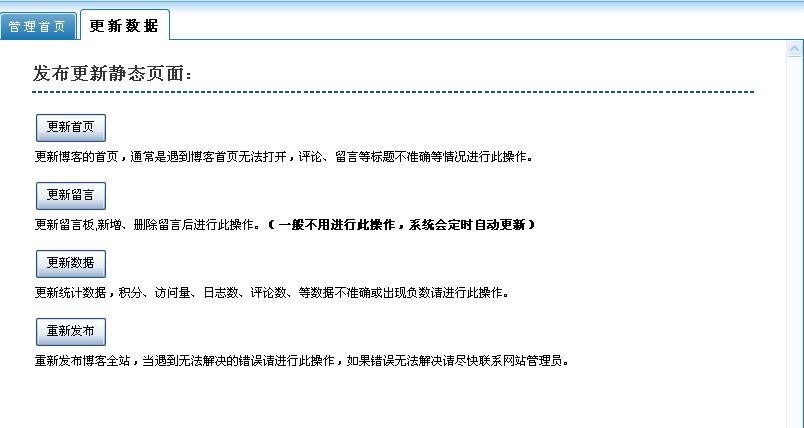 管理首页
更新数据
发布更新静态页面：
更新首页
更新博客的首页，通常是遇到博客首页无法打开，评论、留言等标题不准确等情况进行此操作。
更新留言
更新留言板,新增、删除留言后进行此操作。（一般不用进行此操作，系统会定时自动更新）
更新数据
更新统计数据，积分、访问量、日志数、评论数、等数据不准确或出现负数请进行此操作。
重新发布
重新发布博客全站，当遇到无法解决的错误请进行此操作，如果错误无法解决请尽快联系网站管理员。